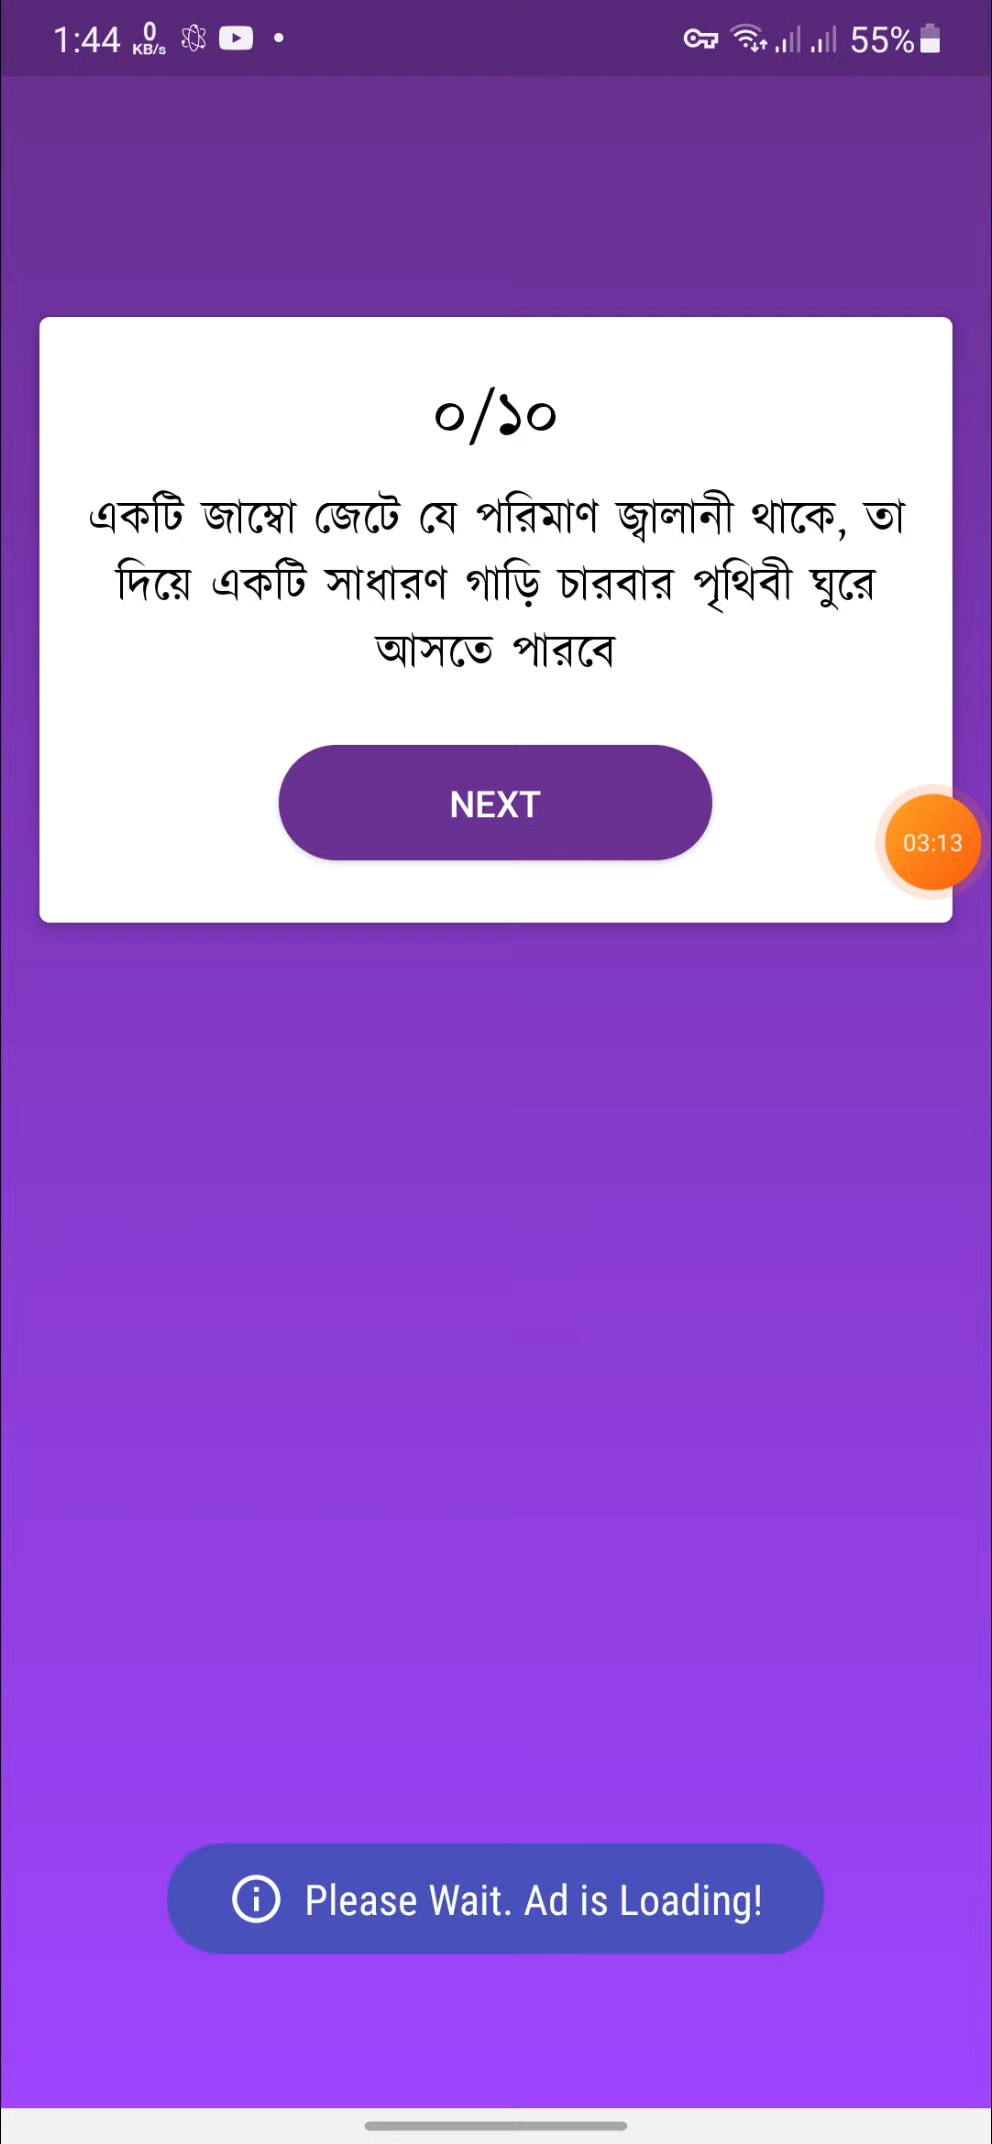 1:44 0 KB/s 55%
০/১০
একটি জাম্বো জেটে যে পরিমাণ জ্বালানী থাকে, তা
দিয়ে একটি সাধারণ গাড়ি চারবার পৃথিবী ঘুরে
আসতে পারবে
NEXT
03:13
Please Wait. Ad is Loading!